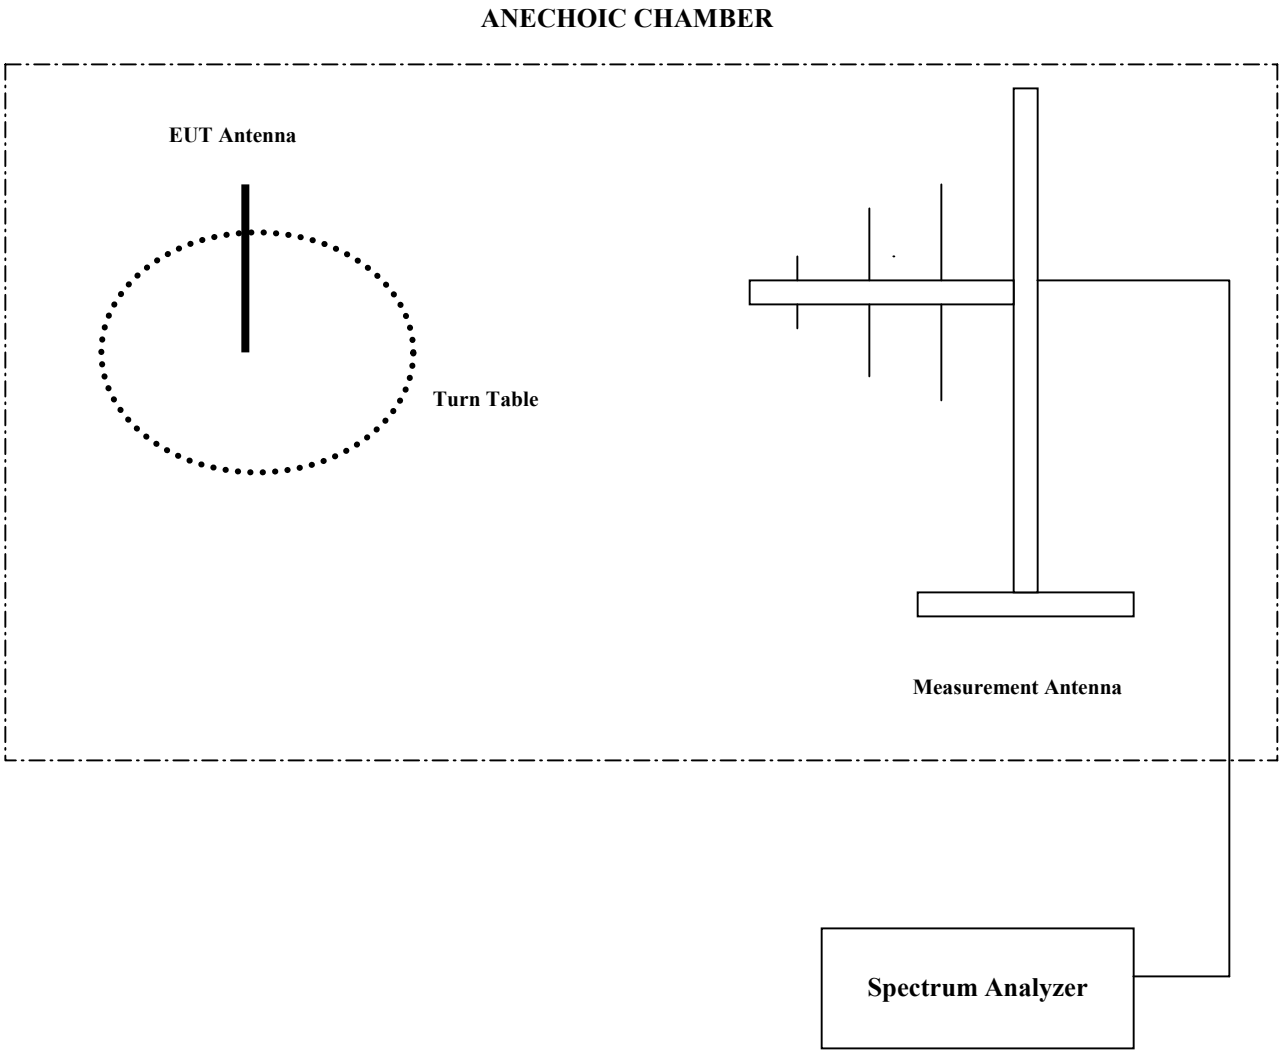 ANECHOIC CHAMBER
EUT Antenna
Turn Table
Measurement Antenna
Spectrum Analyzer